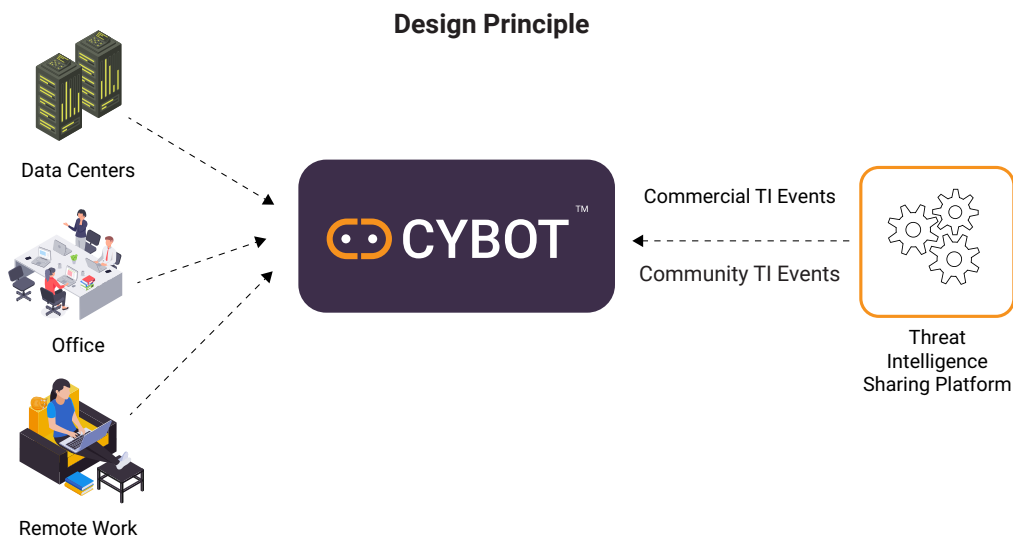 Design Principle
Data Centers
Office
Remote Work
CYBOT™
Commercial TI Events
Community TI Events
Threat
Intelligence
Sharing Platform